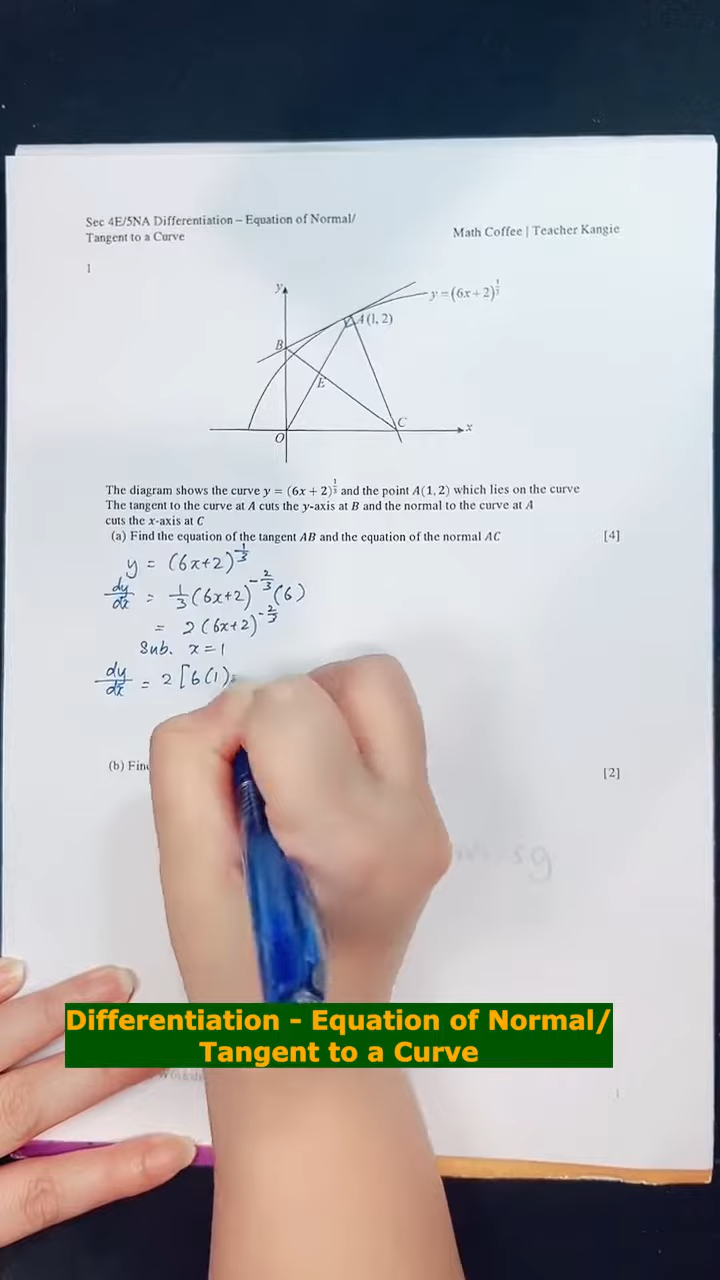 Sec 4E/5NA Differentiation – Equation of Normal/
Tangent to a Curve
Math Coffee | Teacher Kangie
1
y
y = (6x + 2)^{1/3}
A (1, 2)
B
E
C
x
O
The diagram shows the curve y = (6x + 2)^{1/3} and the point A(1, 2) which lies on the curve
The tangent to the curve at A cuts the y-axis at B and the normal to the curve at A
cuts the x-axis at C
(a) Find the equation of the tangent AB and the equation of the normal AC [4]
y = (6x+2)^{1/3}
dy/dx = 1/3 (6x+2)^{-2/3} (6)
= 2 (6x+2)^{-2/3}
Sub. x = 1
dy/dx = 2 [6(1)
(b) [2]
Differentiation - Equation of Normal/
Tangent to a Curve
1